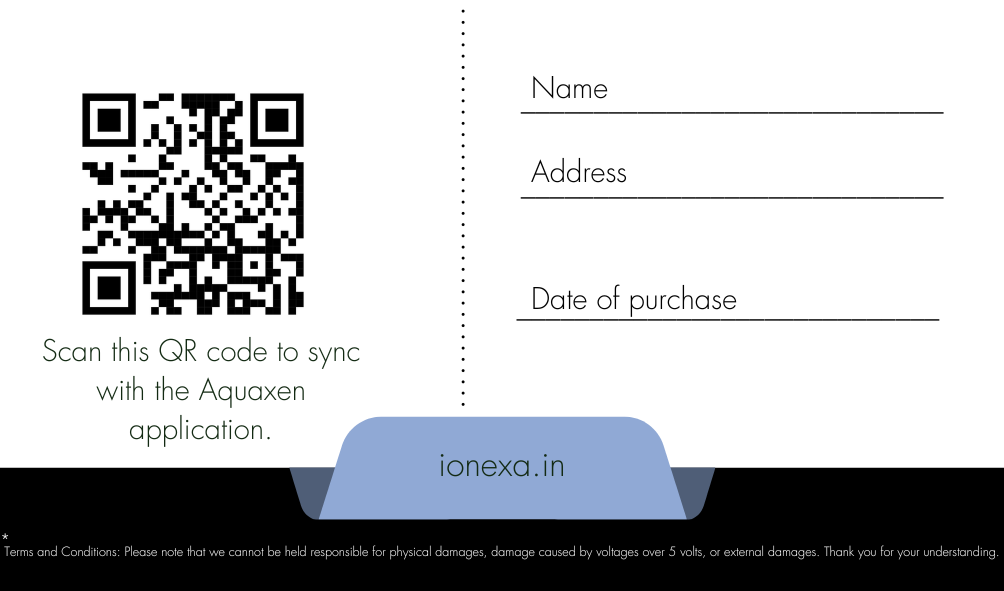 Name
Address
Date of purchase
Scan this QR code to sync
with the Aquaxen
application.
ionexa.in
*
Terms and Conditions: Please note that we cannot be held responsible for physical damages, damage caused by voltages over 5 volts, or external damages. Thank you for your understanding.